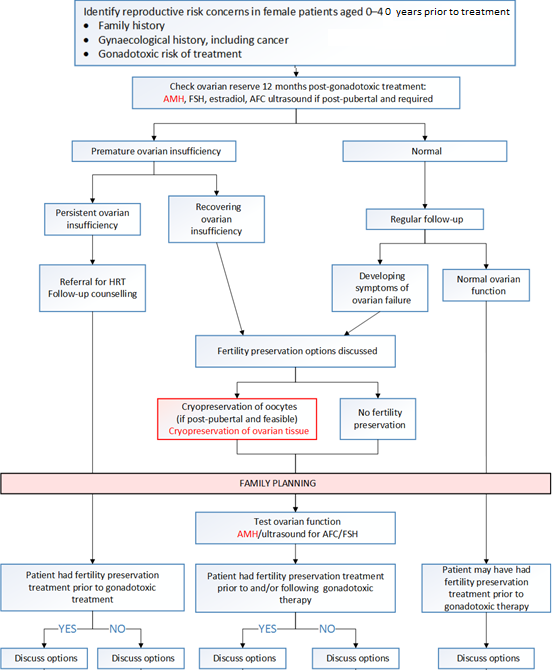 Identify reproductive risk concerns in female patients aged 0–40 years prior to treatment
• Family history
• Gynaecological history, including cancer
• Gonadotoxic risk of treatment
Check ovarian reserve 12 months post-gonadotoxic treatment:
AMH, FSH, estradiol, AFC ultrasound if post-pubertal and required
Premature ovarian insufficiency
Normal
Persistent ovarian
insufficiency
Recovering
ovarian
insufficiency
Regular follow-up
Referral for HRT
Follow-up counselling
Developing
symptoms of
ovarian failure
Normal ovarian
function
Fertility preservation options discussed
Cryopreservation of oocytes
(if post-pubertal and feasible)
Cryopreservation of ovarian tissue
No fertility
preservation
FAMILY PLANNING
Test ovarian function
AMH/ultrasound for AFC/FSH
Patient had fertility preservation
treatment prior to gonadotoxic
treatment
Patient had fertility preservation treatment
prior to and/or following gonadotoxic
therapy
Patient may have had
fertility preservation
treatment prior to
gonadotoxic therapy
YES
NO
YES
NO
Discuss options
Discuss options
Discuss options
Discuss options
Discuss options